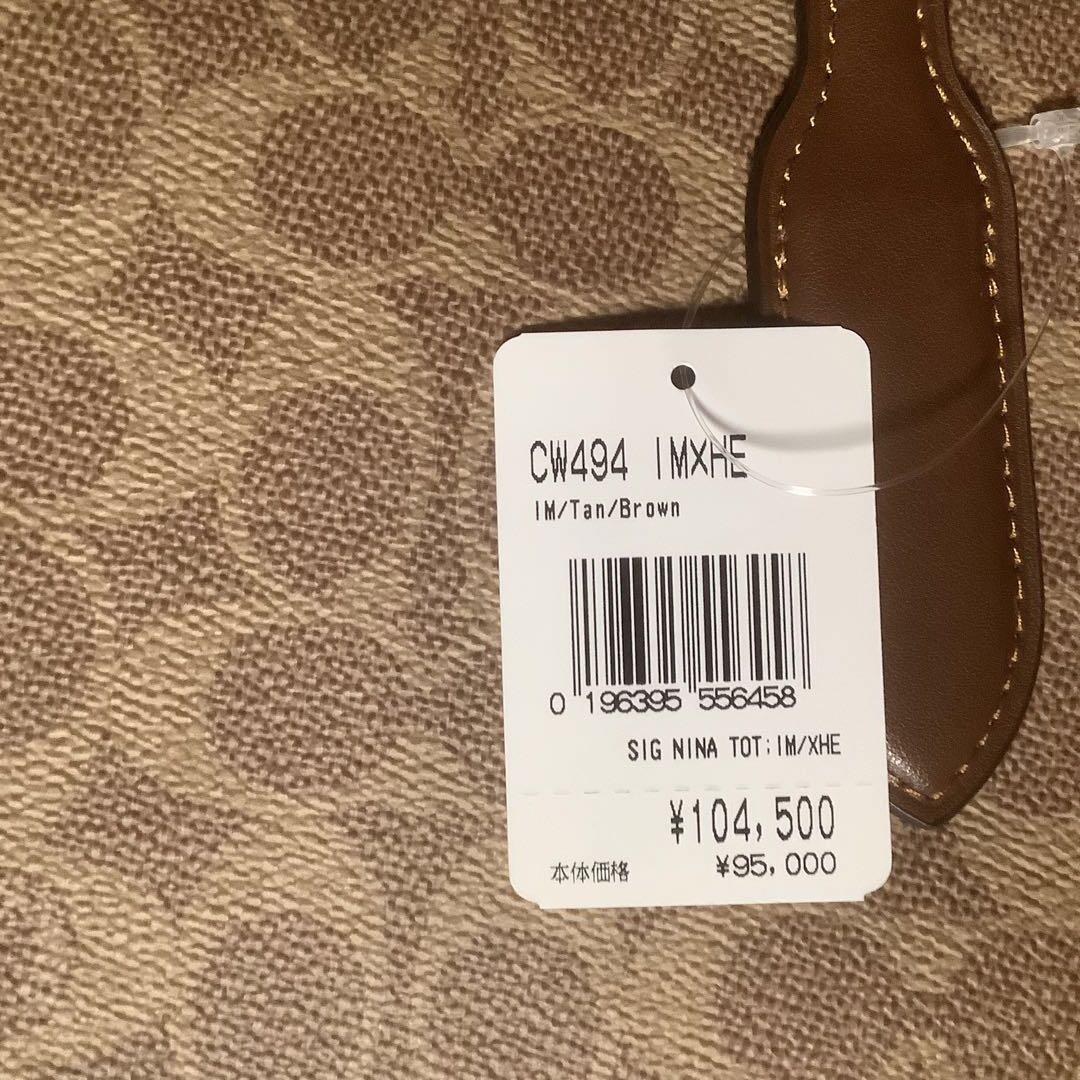 CW494 IMXHE
IM/Tan/Brown
0 196395 556458
SIG NINA TOT;IM/XHE
¥104,500
本体価格 ¥95,000